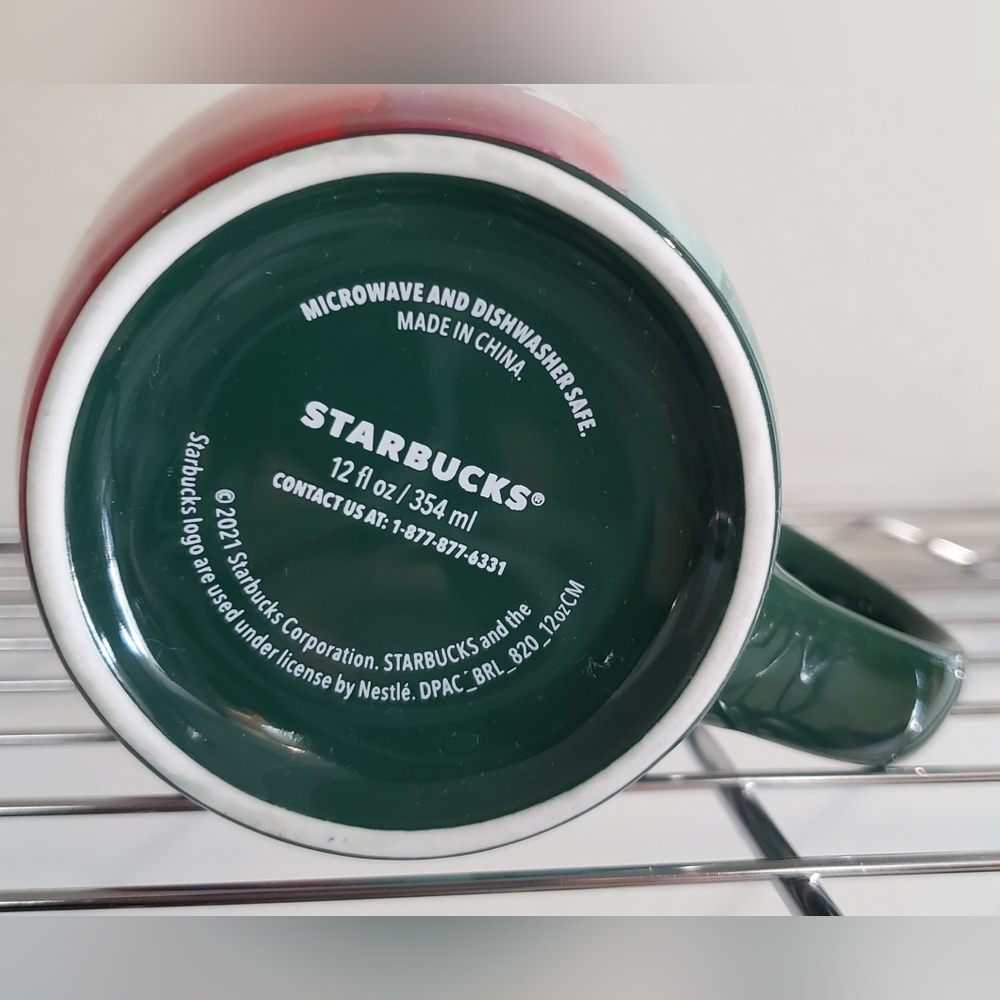 MICROWAVE AND DISHWASHER SAFE.
MADE IN CHINA.
STARBUCKS®
12 fl oz / 354 ml
CONTACT US AT: 1-877-877-6331
© 2021 Starbucks Corporation. STARBUCKS and the
Starbucks logo are used under license by Nestlé. DPAC_BRL_820_12ozCM